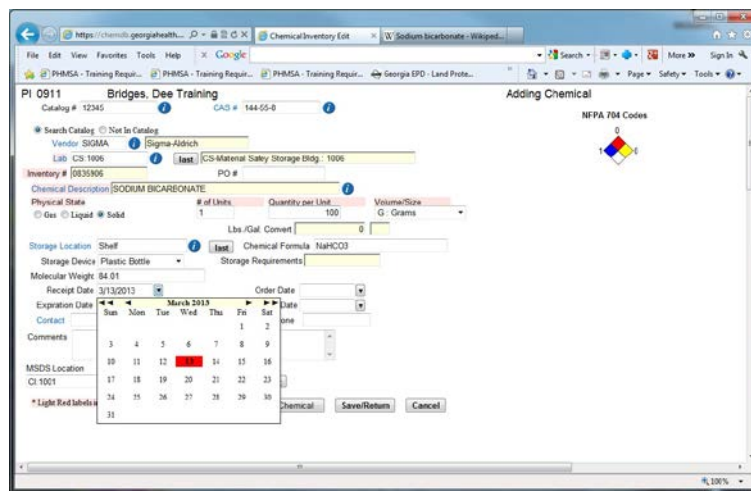 https://chemdb.georgiahealth...
Chemical Inventory Edit
Sodium bicarbonate - Wikiped...
File Edit View Favorites Tools Help x Google Search More » Sign In
PHMSA - Training Requir... PHMSA - Training Requir... PHMSA - Training Requir... Georgia EPD - Land Prote... Page Safety Tools
PI 0911 Bridges, Dee Training Adding Chemical
Catalog # 12345 CAS # 144-55-8 NFPA 704 Codes
0
1 0
Search Catalog Not In Catalog
Vendor SIGMA Sigma-Aldrich
Lab CS:1006 last CS-Material Safey Storage Bldg.: 1006
Inventory # 0835906 PO #
Chemical Description SODIUM BICARBONATE
Physical State # of Units Quantity per Unit Volume/Size
Gas Liquid Solid 1 100 G : Grams
Lbs./Gal. Convert 0
Storage Location Shelf last Chemical Formula NaHCO3
Storage Device Plastic Bottle Storage Requirements
Molecular Weight 84.01
Receipt Date 3/13/2013 Order Date
Expration Date March 2013 Date
Sun Mon Tue Wed Thu Fri Sat
Contact one
1 2
Comments 3 4 5 6 7 8 9
10 11 12 13 14 15 16
MSDS Location
CI:1001 17 18 19 20 21 22 23
24 25 26 27 28 29 30
* Light Red labels Chemical Save/Return Cancel
31
100%